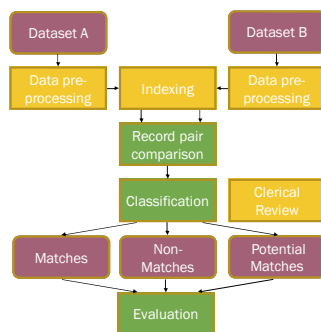 Dataset A
Dataset B
Data pre-
processing
Indexing
Data pre-
processing
Record pair
comparison
Classification
Clerical
Review
Matches
Non-
Matches
Potential
Matches
Evaluation